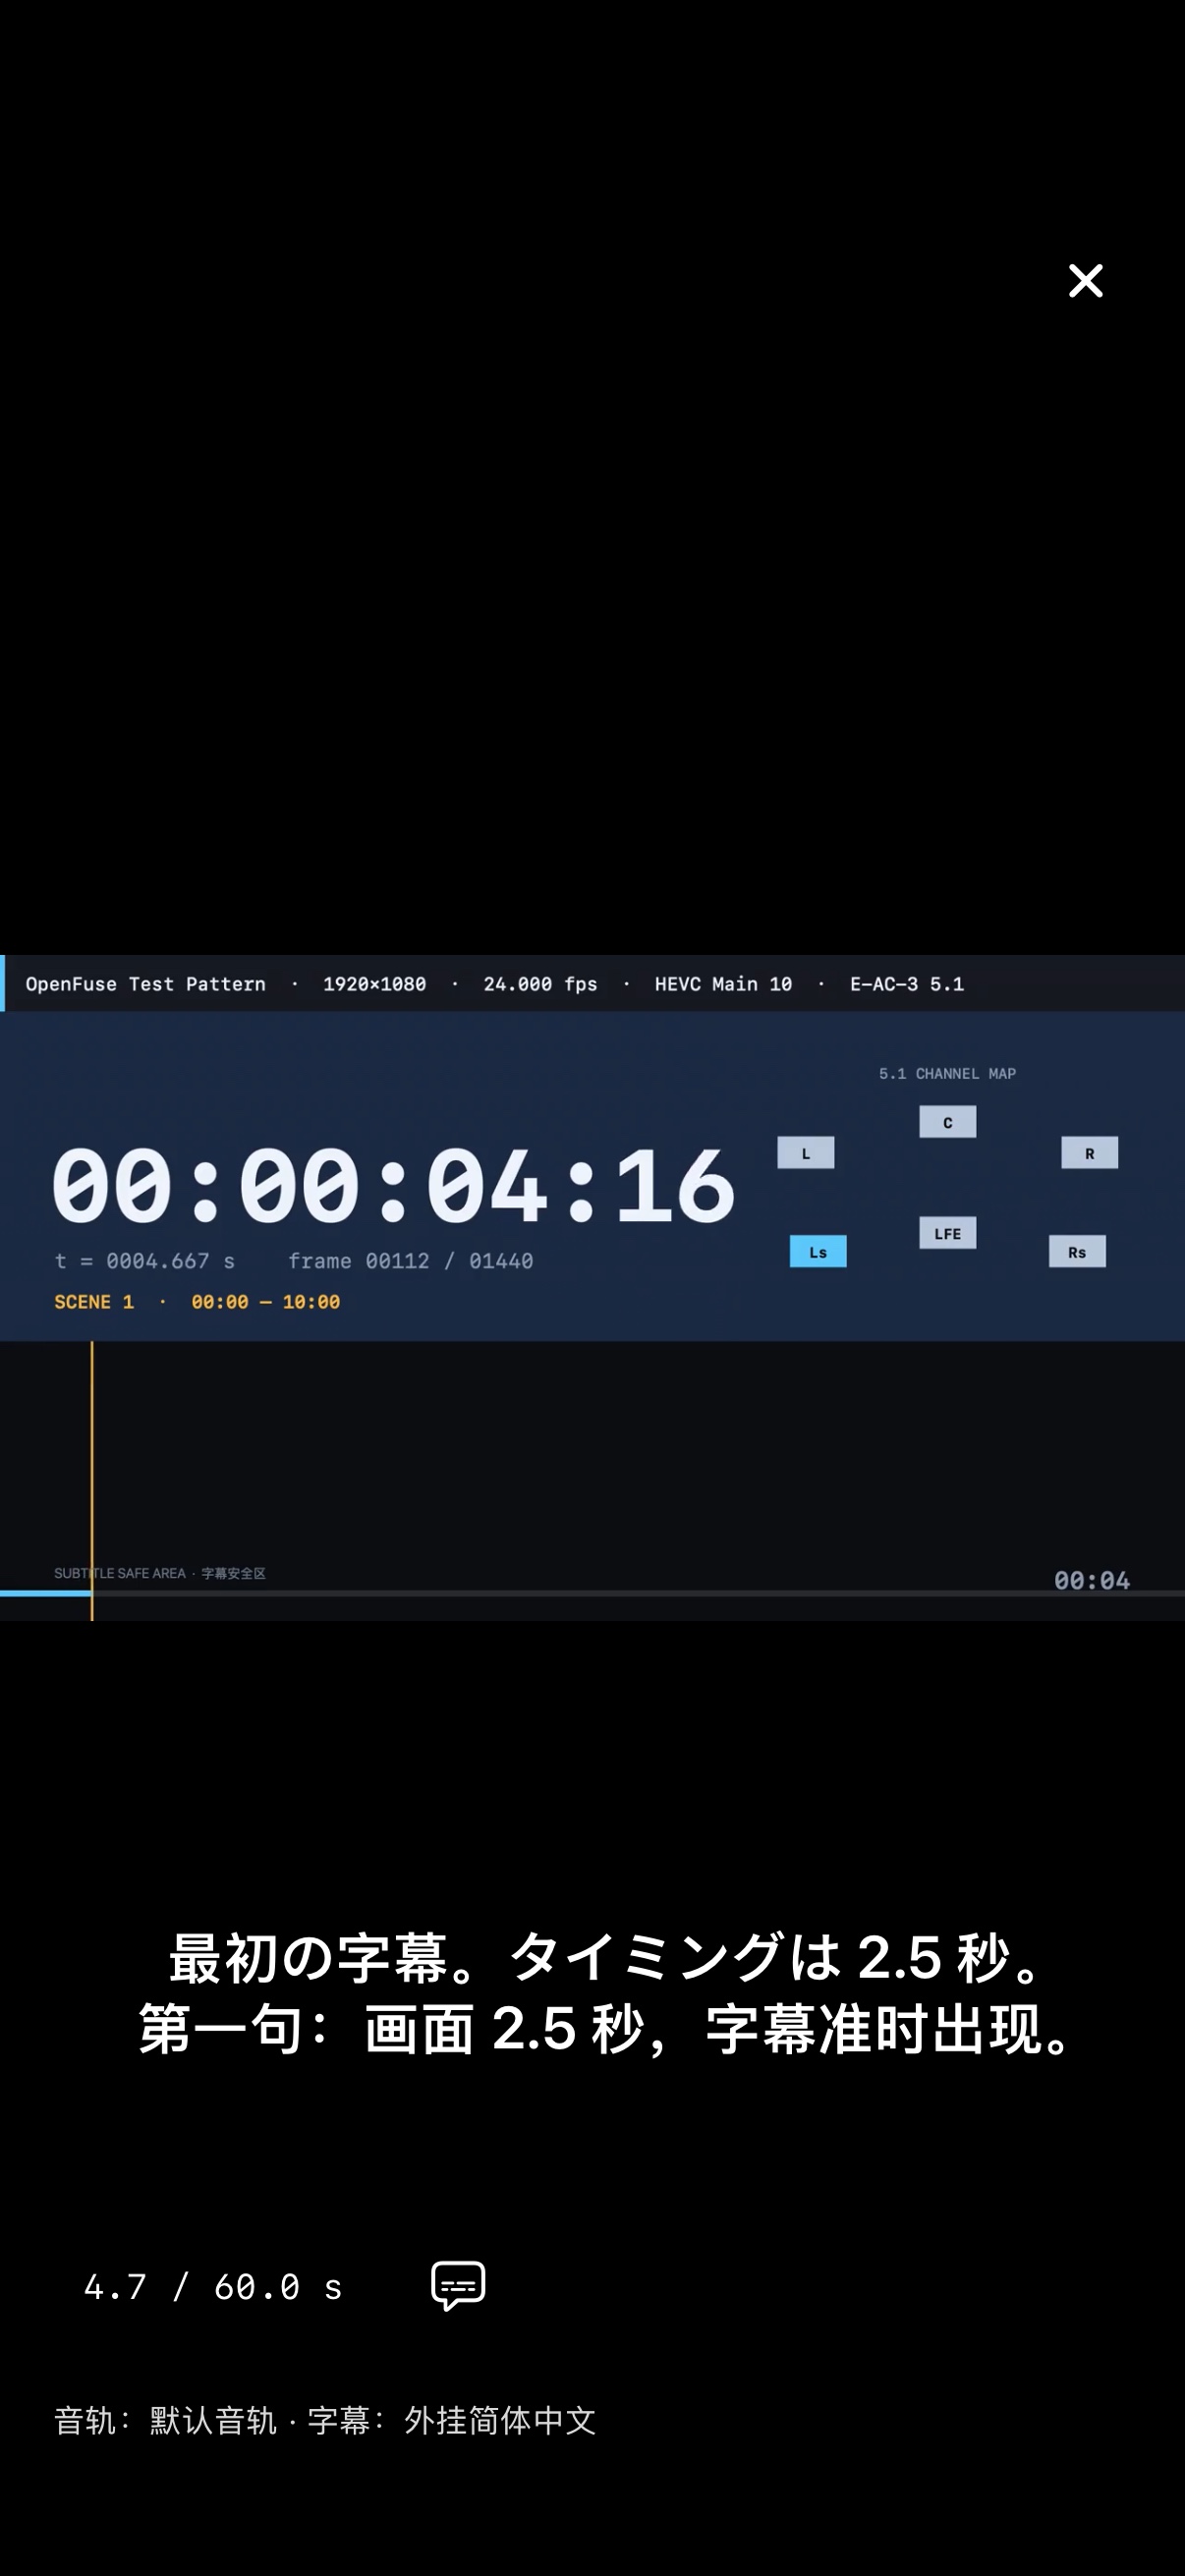 OpenFuse Test Pattern · 1920×1080 · 24.000 fps · HEVC Main 10 · E-AC-3 5.1
5.1 CHANNEL MAP
C
L
R
00:00:04:16
LFE
Ls
Rs
t = 0004.667 s frame 00112 / 01440
SCENE 1 · 00:00 — 10:00
SUBTITLE SAFE AREA · 字幕安全区
00:04
最初の字幕。タイミングは 2.5 秒。
第一句：画面 2.5 秒，字幕准时出现。
4.7 / 60.0 s
音轨：默认音轨 · 字幕：外挂简体中文